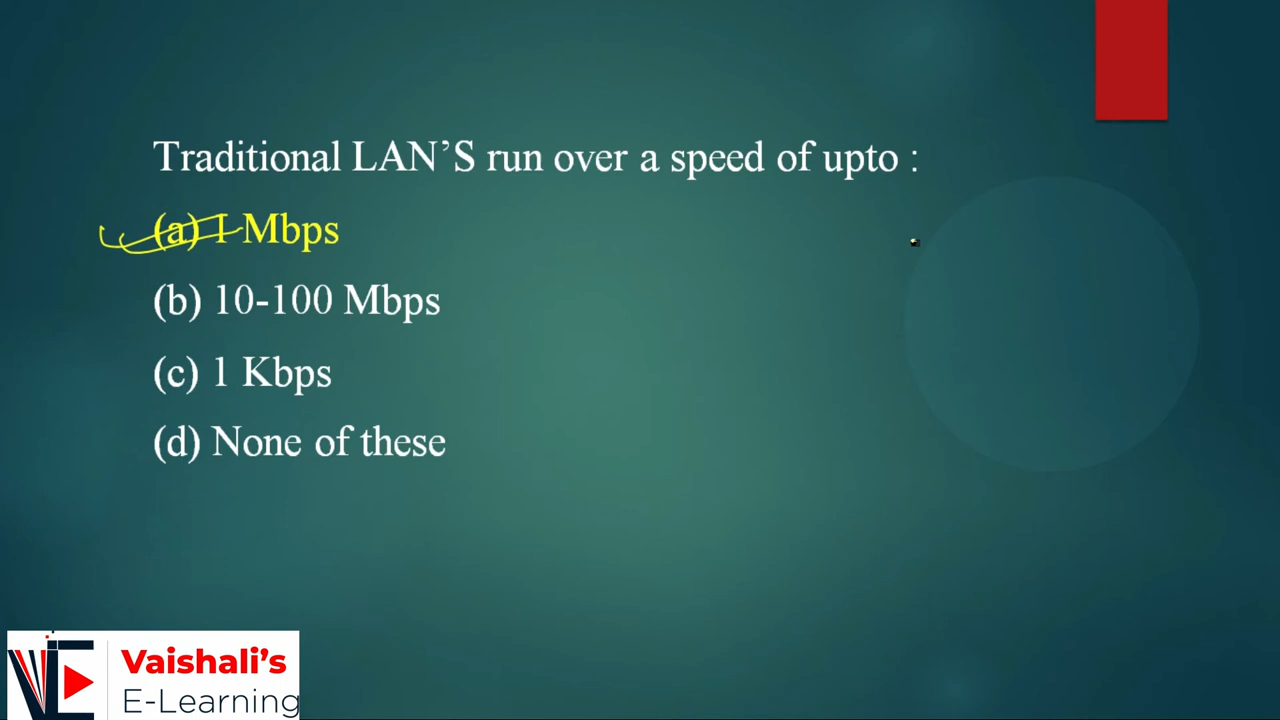 Traditional LAN’S run over a speed of upto :
(a) 1 Mbps
(b) 10-100 Mbps
(c) 1 Kbps
(d) None of these
VE
Vaishali’s
E-Learning